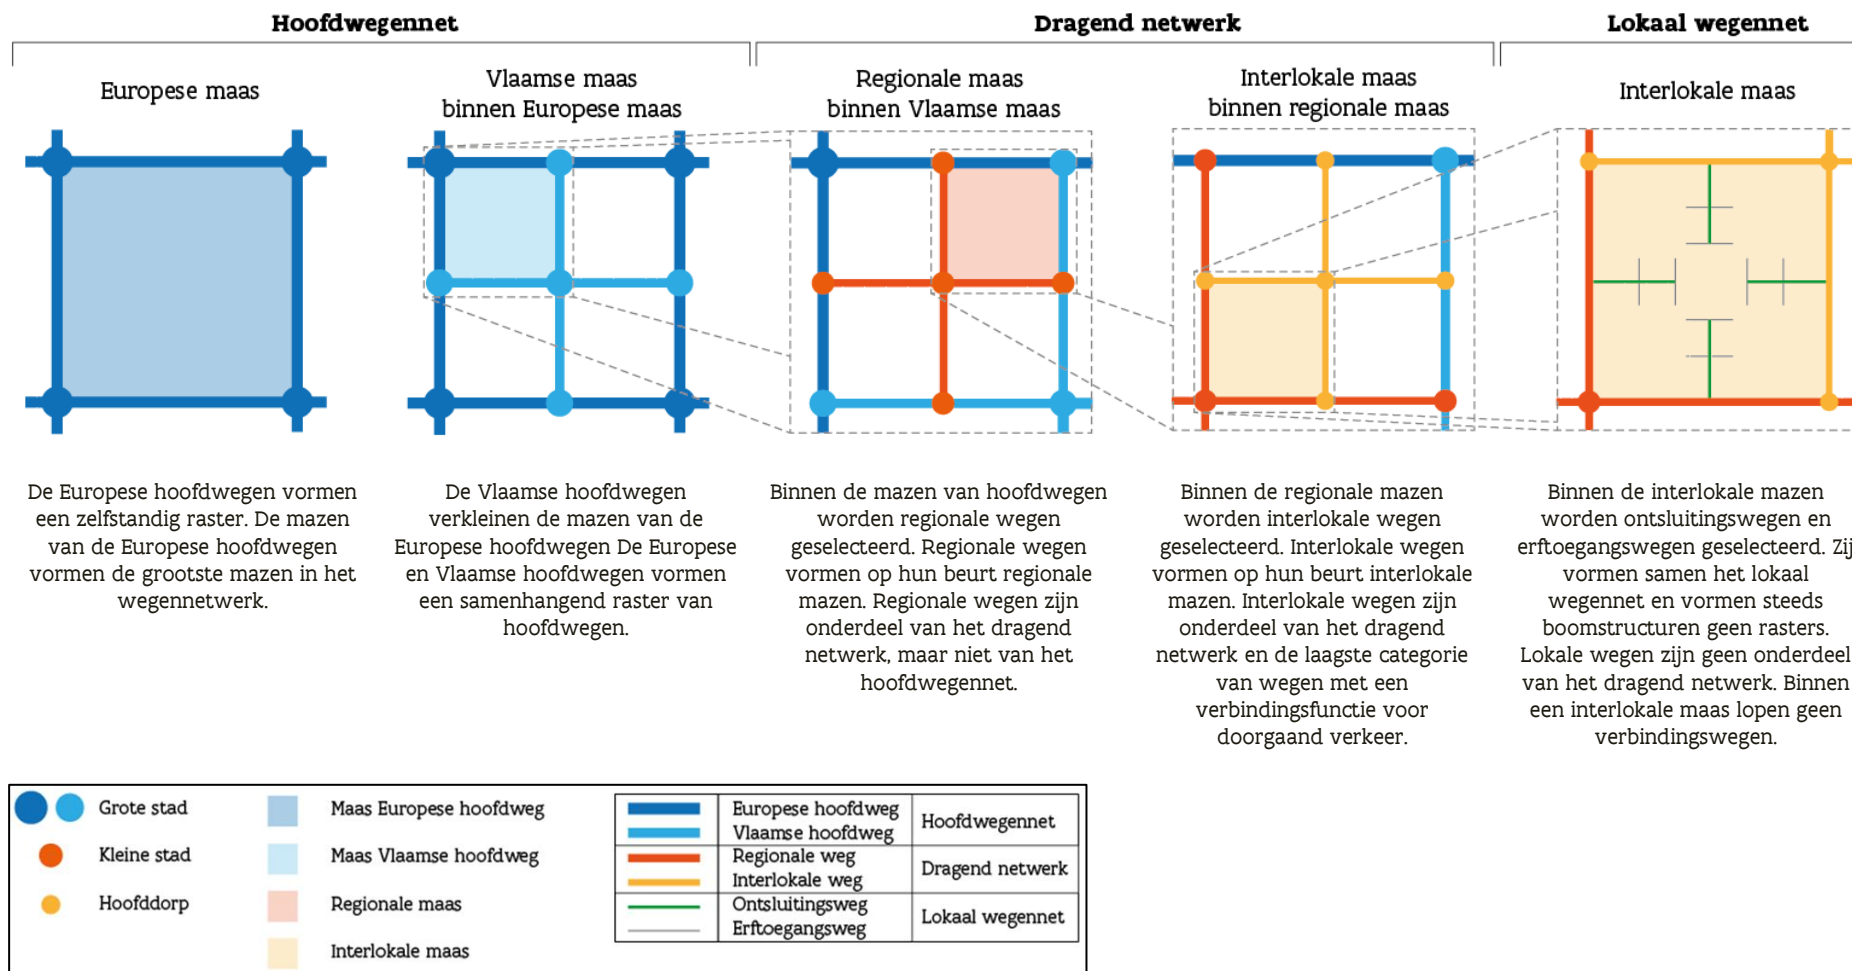 Hoofdwegennet
Dragend netwerk
Lokaal wegennet
Europese maas
Vlaamse maas
binnen Europese maas
Regionale maas
binnen Vlaamse maas
Interlokale maas
binnen regionale maas
Interlokale maas
De Europese hoofdwegen vormen
een zelfstandig raster. De mazen
van de Europese hoofdwegen
vormen de grootste mazen in het
wegennetwerk.
De Vlaamse hoofdwegen
verkleinen de mazen van de
Europese hoofdwegen De Europese
en Vlaamse hoofdwegen vormen
een samenhangend raster van
hoofdwegen.
Binnen de mazen van hoofdwegen
worden regionale wegen
geselecteerd. Regionale wegen
vormen op hun beurt regionale
mazen. Regionale wegen zijn
onderdeel van het dragend
netwerk, maar niet van het
hoofdwegennet.
Binnen de regionale mazen
worden interlokale wegen
geselecteerd. Interlokale wegen
vormen op hun beurt interlokale
mazen. Interlokale wegen zijn
onderdeel van het dragend
netwerk en de laagste categorie
van wegen met een
verbindingsfunctie voor
doorgaand verkeer.
Binnen de interlokale mazen
worden ontsluitingswegen en
erftoegangswegen geselecteerd. Zij
vormen samen het lokaal
wegennet en vormen steeds
boomstructuren geen rasters.
Lokale wegen zijn geen onderdeel
van het dragend netwerk. Binnen
een interlokale maas lopen geen
verbindingswegen.
Grote stad
Kleine stad
Hoofddorp
Maas Europese hoofdweg
Maas Vlaamse hoofdweg
Regionale maas
Interlokale maas
Europese hoofdweg
Vlaamse hoofdweg
Hoofdwegennet
Regionale weg
Interlokale weg
Dragend netwerk
Ontsluitingsweg
Erftoegangsweg
Lokaal wegennet